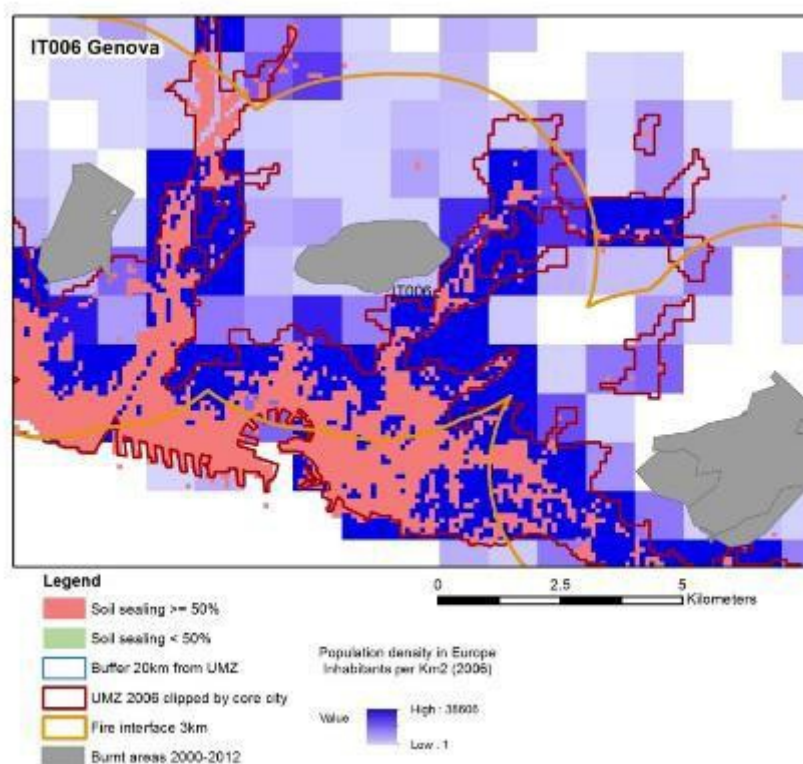 IT006 Genova
IT006
Legend
Soil sealing >= 50%
Soil sealing < 50%
Buffer 20km from UMZ
UMZ 2006 clipped by core city
Fire interface 3km
Burnt areas 2000-2012
0 2.5 5
Kilometers
Population density in Europe
Inhabitants per Km2 (2006)
Value
High : 38606
Low : 1